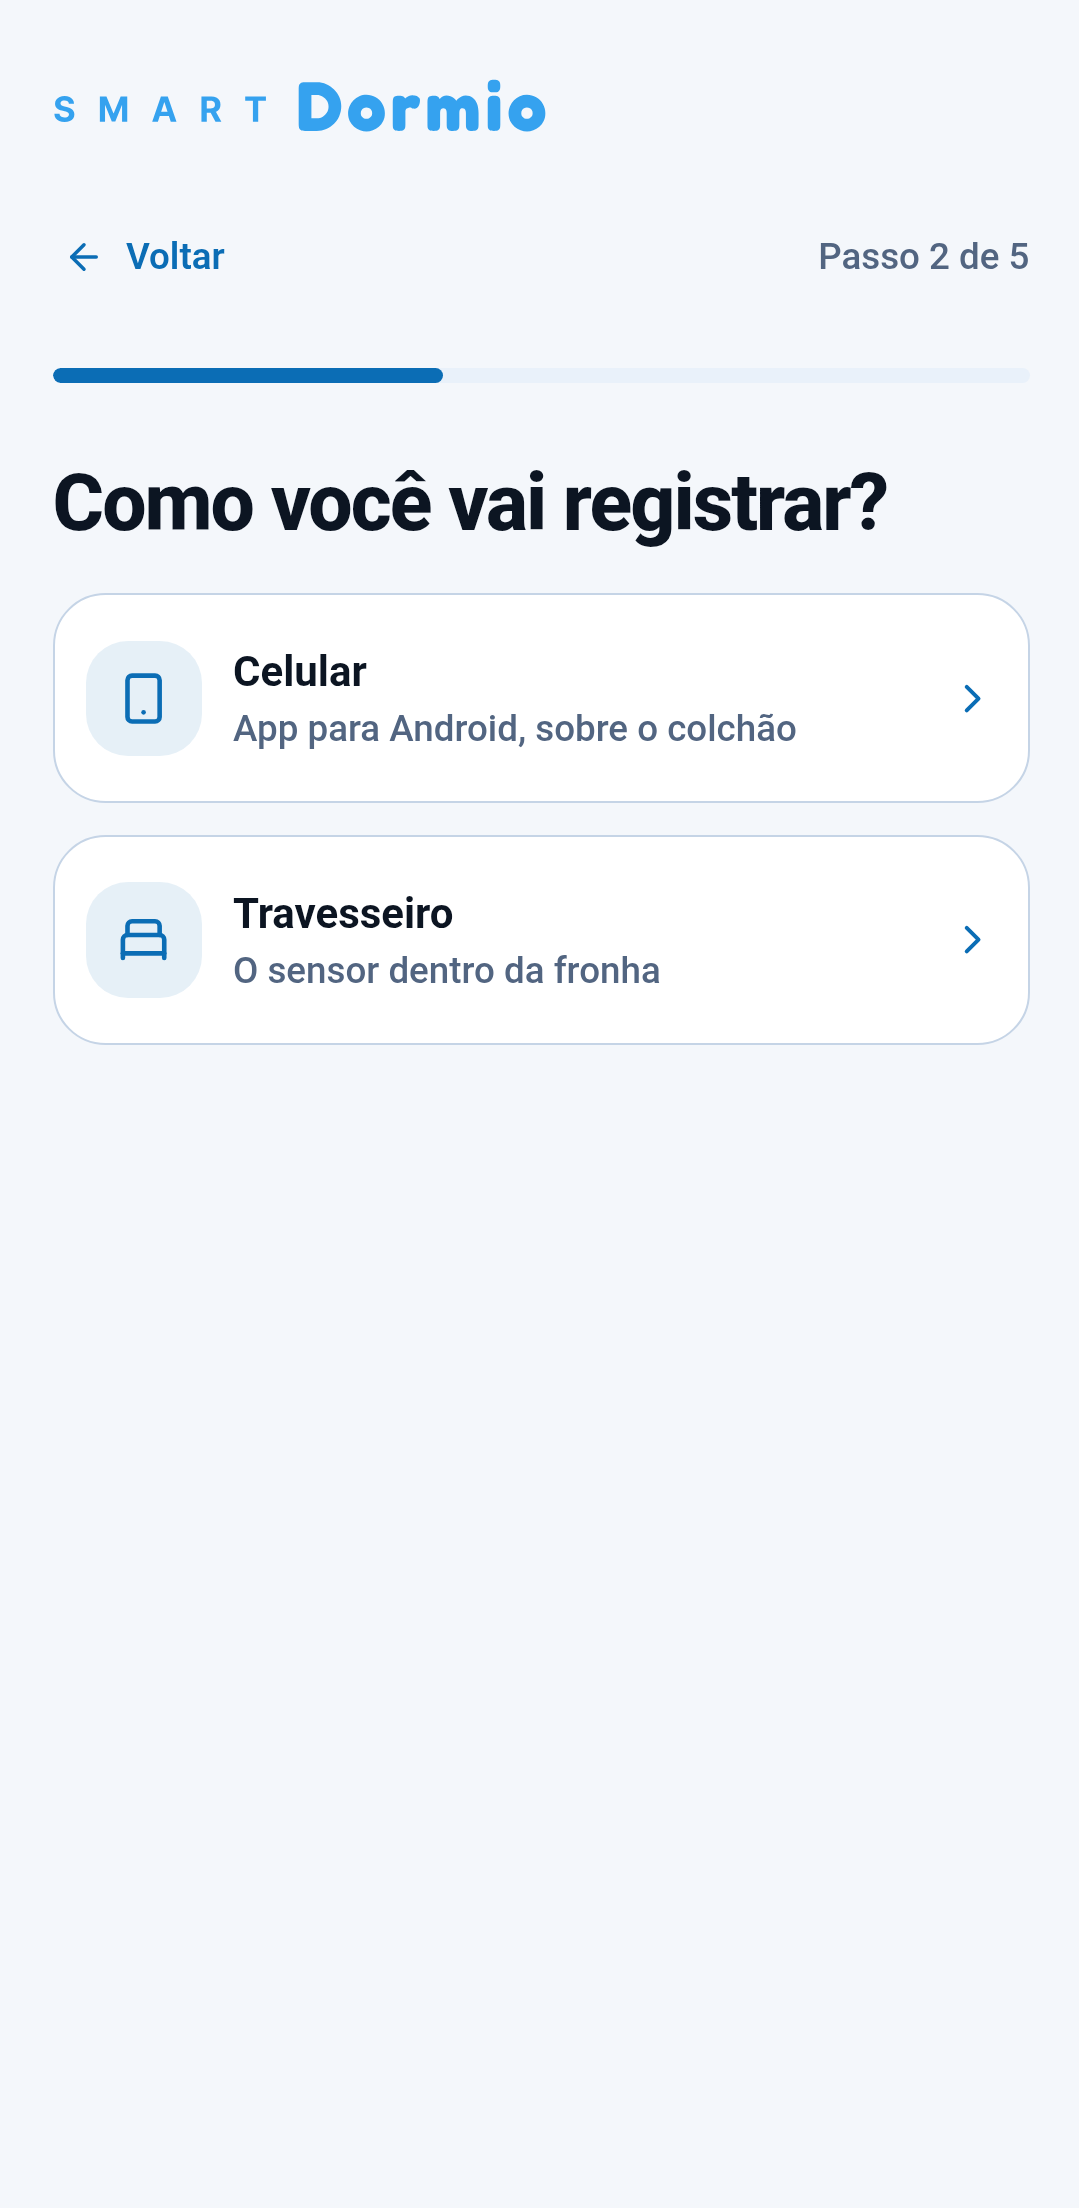 SMART Dormio
Voltar
Passo 2 de 5
Como você vai registrar?
Celular
App para Android, sobre o colchão
Travesseiro
O sensor dentro da fronha